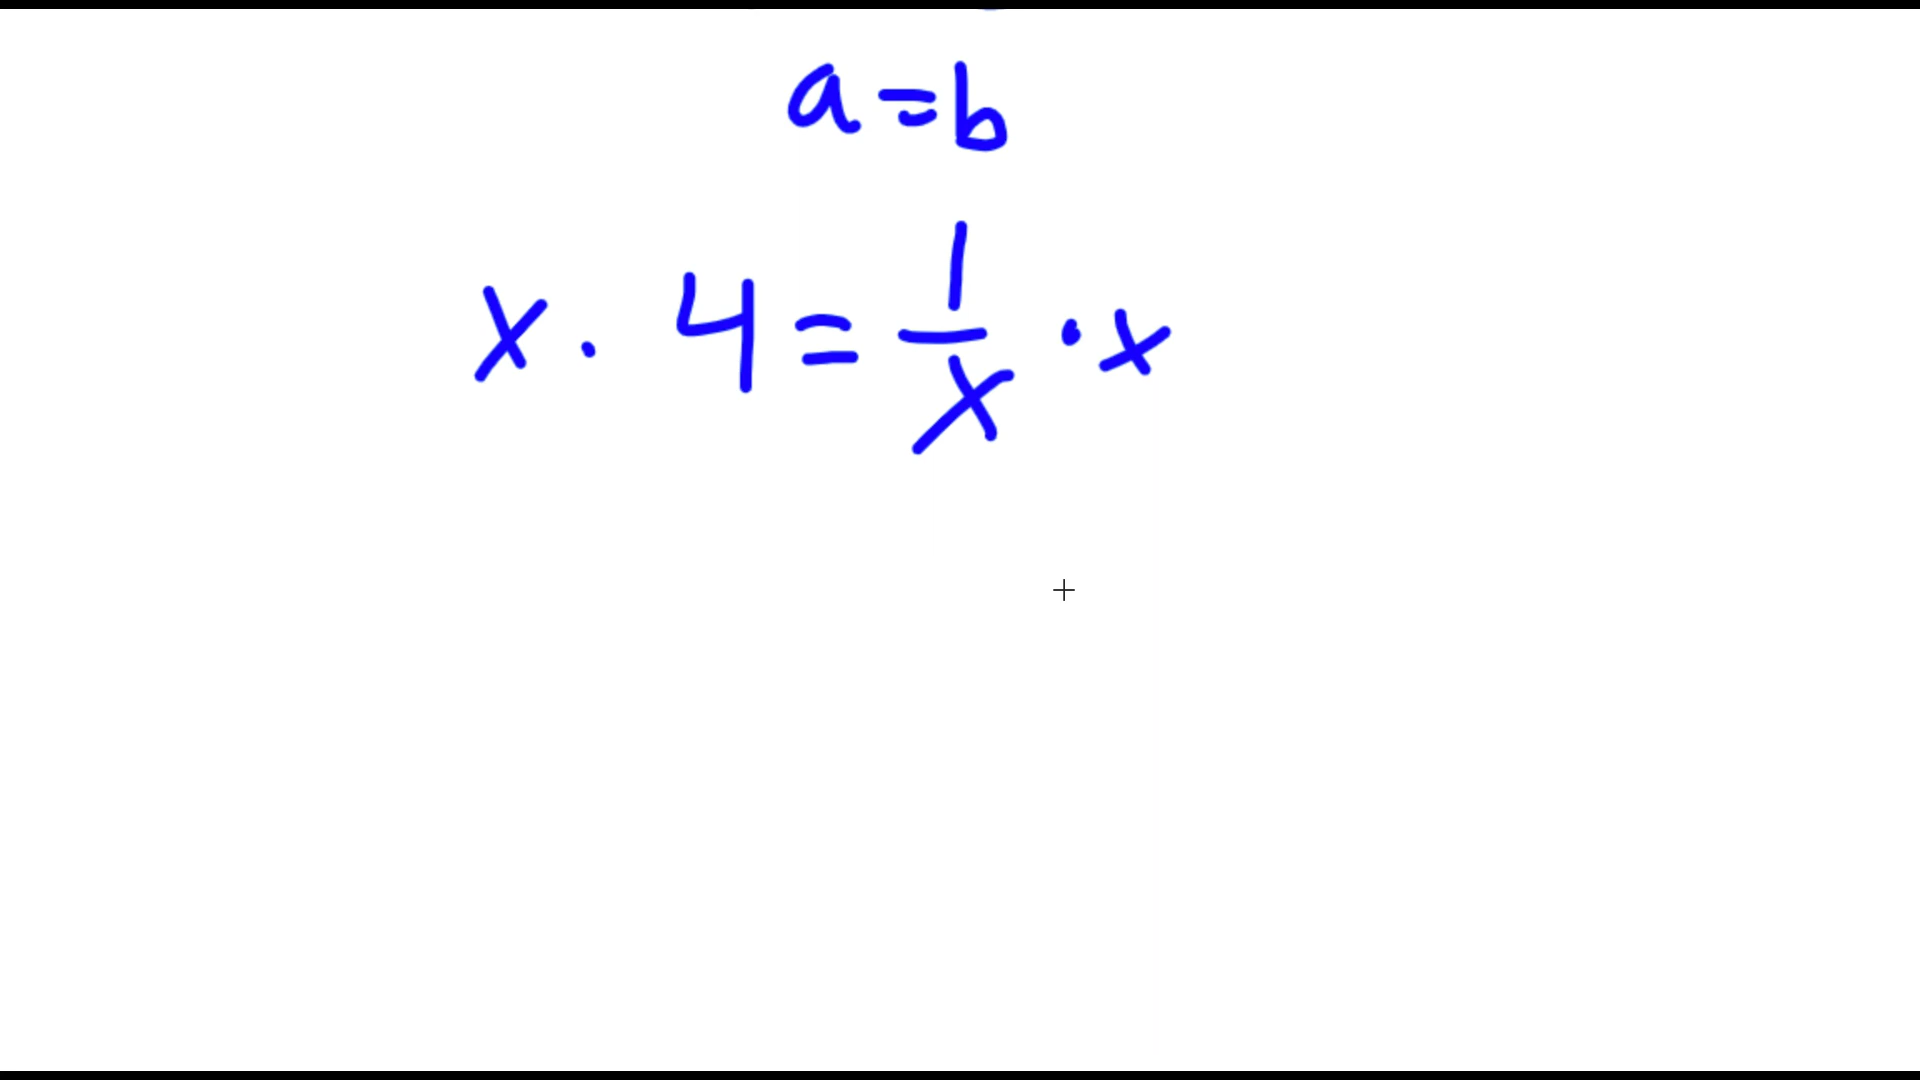 a = b
x · 4 = 1/x · x